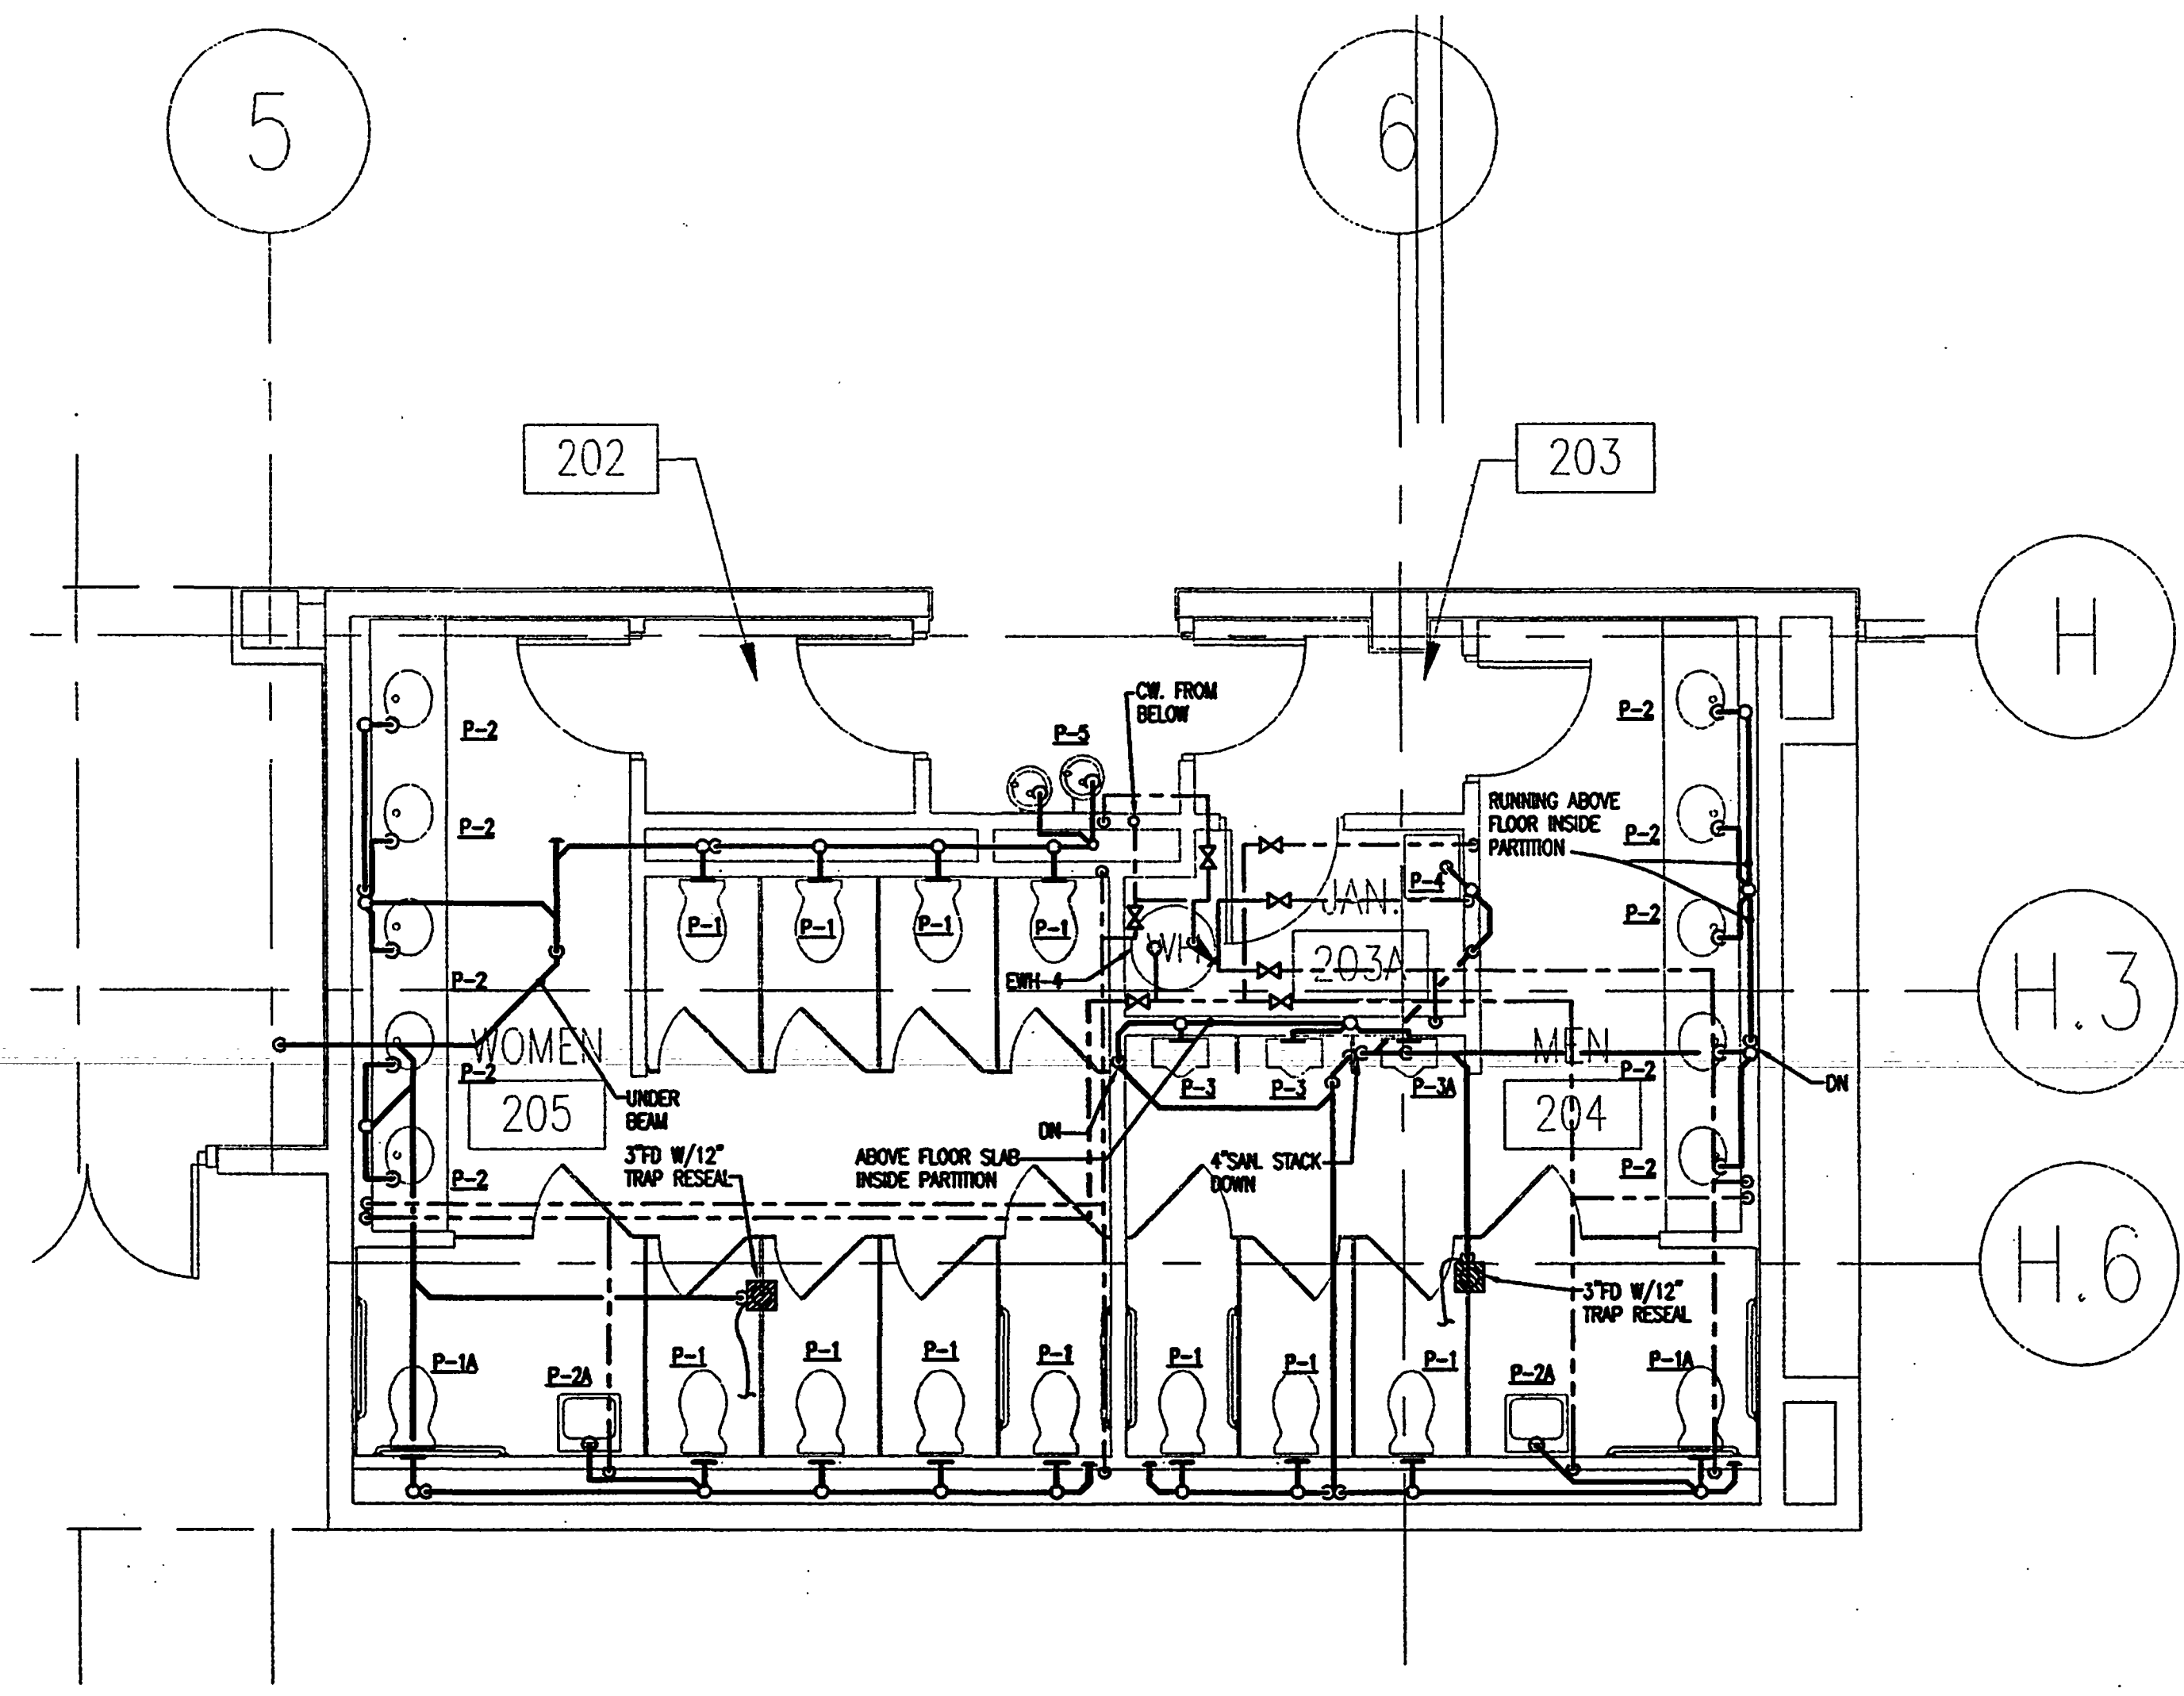 5
6
202
203
H
CW. FROM
BELOW
P-2
P-5
P-2
RUNNING ABOVE
FLOOR INSIDE
PARTITION
P-2
P-2
P-4
JAN.
P-1
P-1
P-1
P-1
P-2
WH
203A
EWH-4
P-2
H.3
WOMEN
MEN
P-2
P-3
P-3
P-3A
P-2
DN
205
UNDER
BEAM
204
DN
3"FD W/12"
TRAP RESEAL
ABOVE FLOOR SLAB
INSIDE PARTITION
4"SAN. STACK
DOWN
P-2
P-2
H.6
3"FD W/12"
TRAP RESEAL
P-1A
P-2A
P-1
P-1
P-1
P-1
P-1
P-1
P-1
P-2A
P-1A